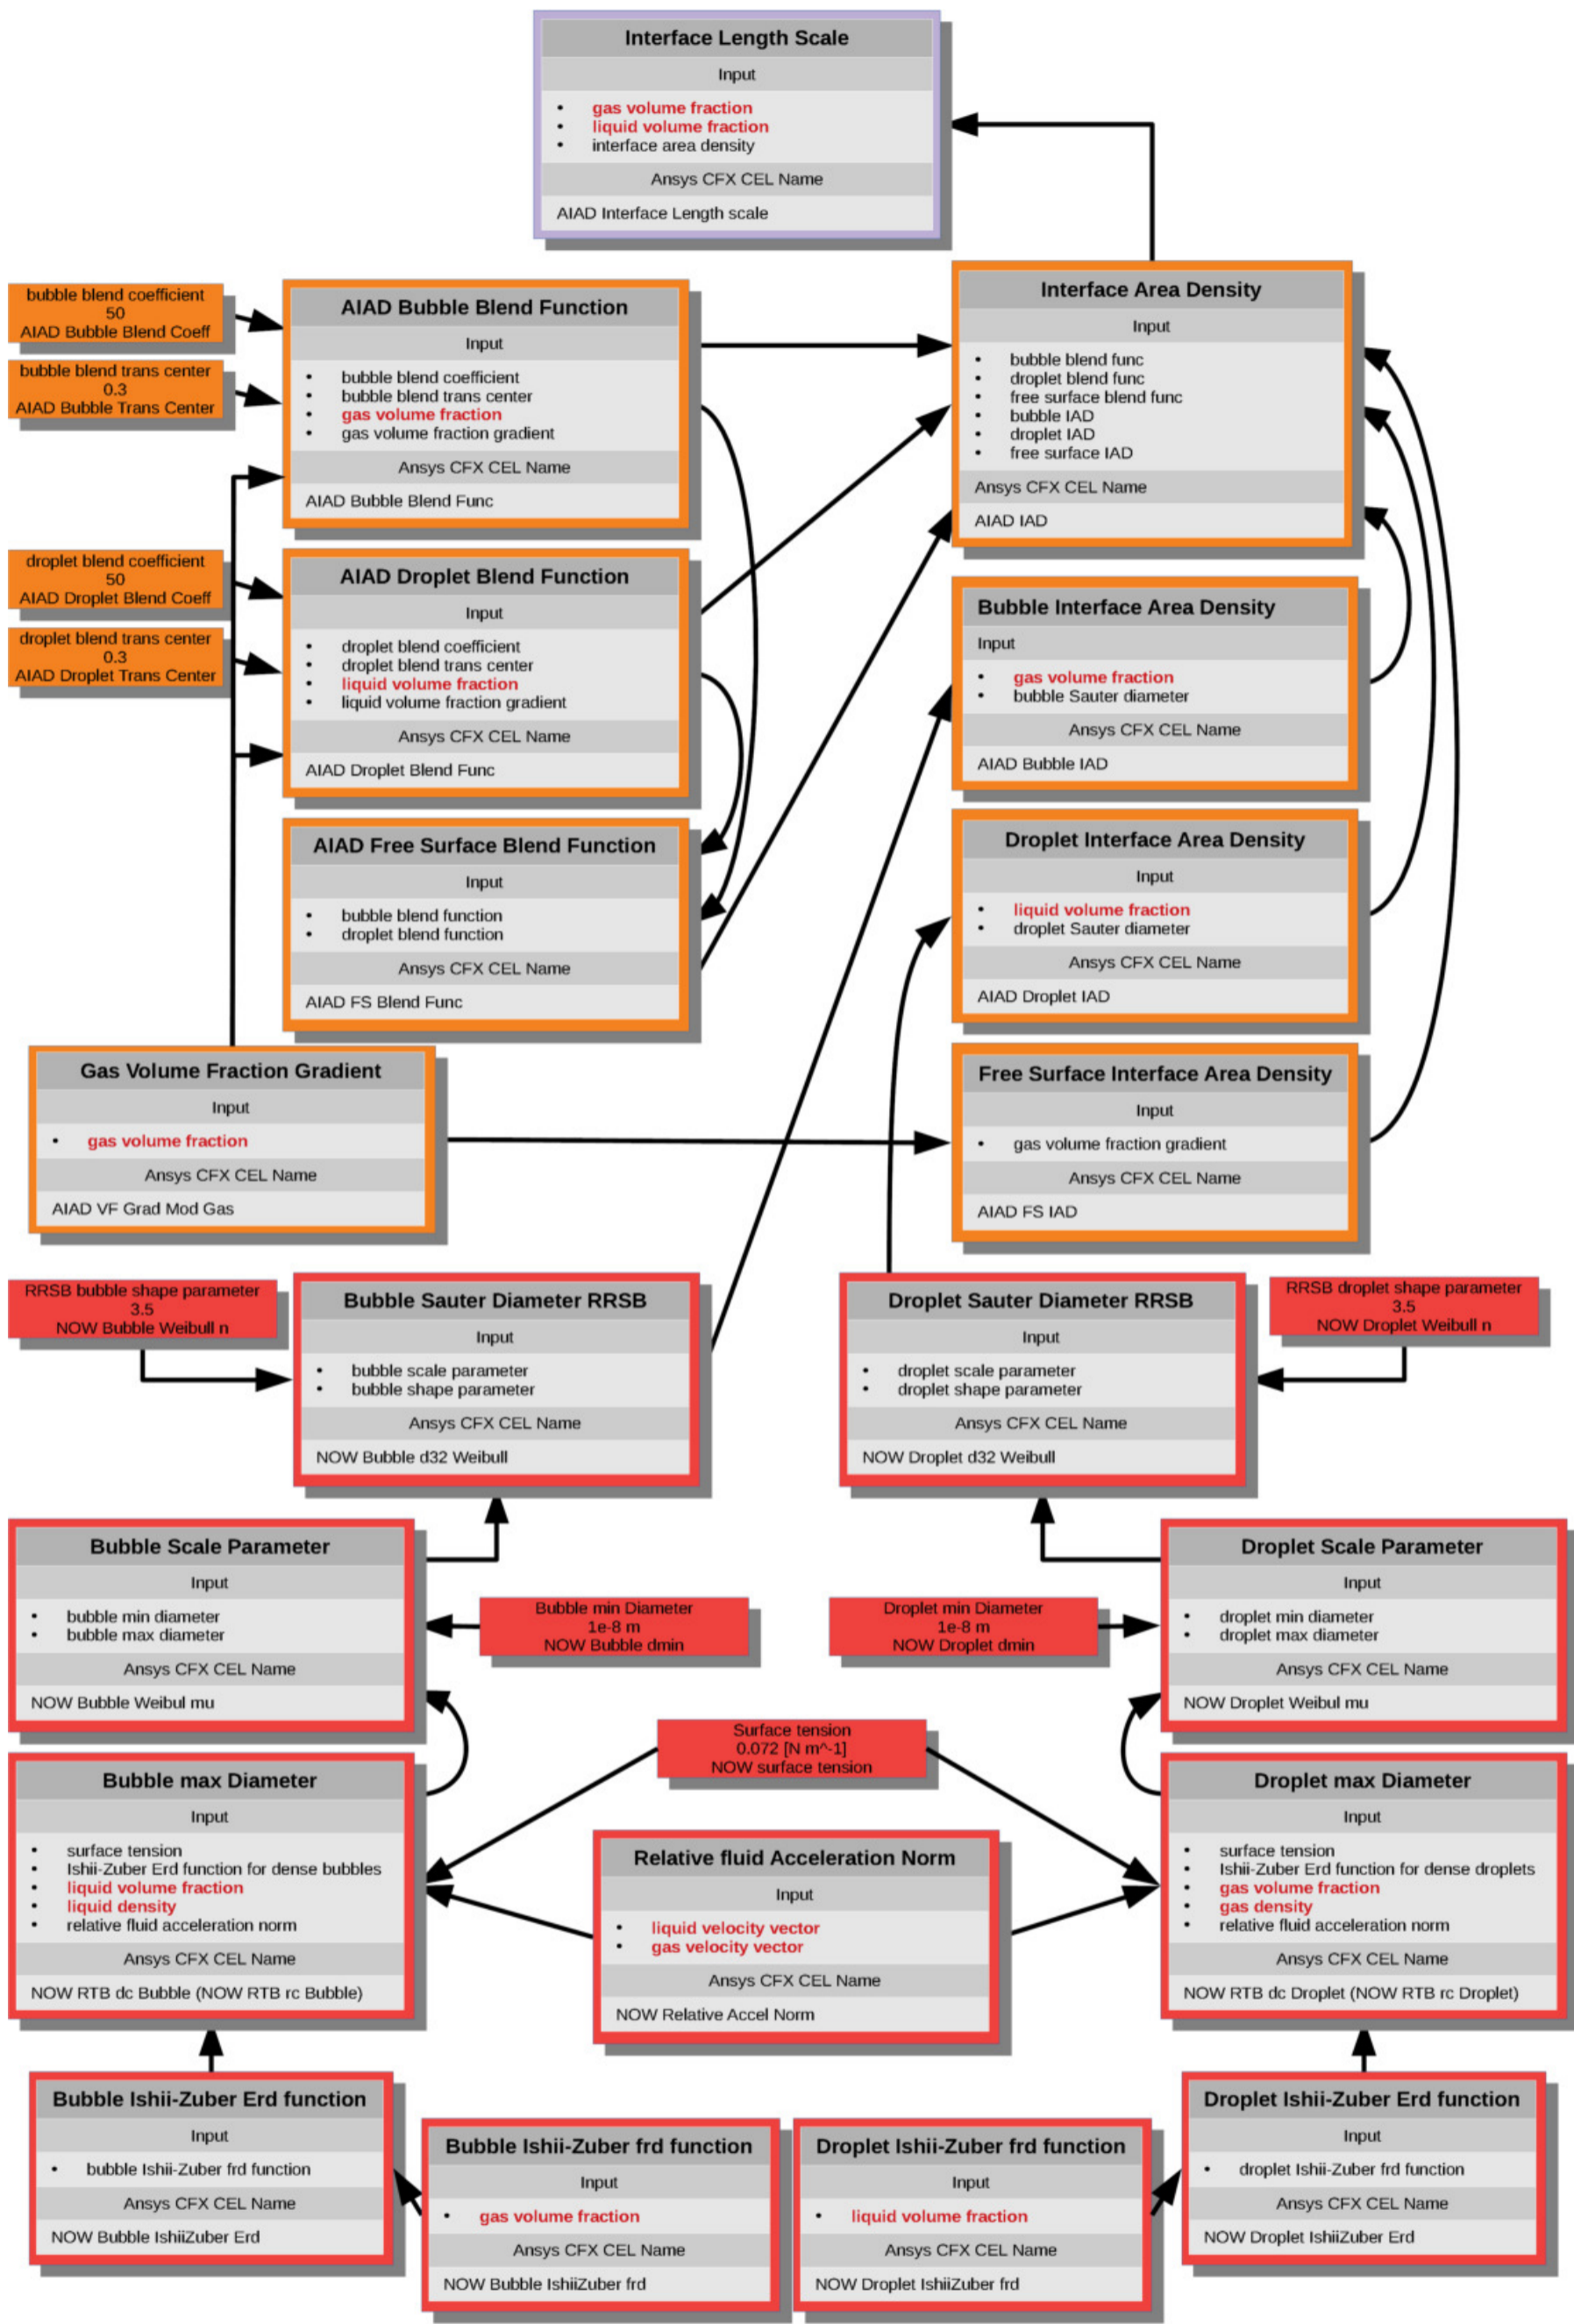 Interface Length Scale
Input
• gas volume fraction
• liquid volume fraction
• interface area density
Ansys CFX CEL Name
AIAD Interface Length scale
bubble blend coefficient
50
AIAD Bubble Blend Coeff
bubble blend trans center
0.3
AIAD Bubble Trans Center
AIAD Bubble Blend Function
Input
• bubble blend coefficient
• bubble blend trans center
• gas volume fraction
• gas volume fraction gradient
Ansys CFX CEL Name
AIAD Bubble Blend Func
Interface Area Density
Input
• bubble blend func
• droplet blend func
• free surface blend func
• bubble IAD
• droplet IAD
• free surface IAD
Ansys CFX CEL Name
AIAD IAD
droplet blend coefficient
50
AIAD Droplet Blend Coeff
droplet blend trans center
0.3
AIAD Droplet Trans Center
AIAD Droplet Blend Function
Input
• droplet blend coefficient
• droplet blend trans center
• liquid volume fraction
• liquid volume fraction gradient
Ansys CFX CEL Name
AIAD Droplet Blend Func
Bubble Interface Area Density
Input
• gas volume fraction
• bubble Sauter diameter
Ansys CFX CEL Name
AIAD Bubble IAD
AIAD Free Surface Blend Function
Input
• bubble blend function
• droplet blend function
Ansys CFX CEL Name
AIAD FS Blend Func
Droplet Interface Area Density
Input
• liquid volume fraction
• droplet Sauter diameter
Ansys CFX CEL Name
AIAD Droplet IAD
Gas Volume Fraction Gradient
Input
• gas volume fraction
Ansys CFX CEL Name
AIAD VF Grad Mod Gas
Free Surface Interface Area Density
Input
• gas volume fraction gradient
Ansys CFX CEL Name
AIAD FS IAD
RRSB bubble shape parameter
3.5
NOW Bubble Weibull n
Bubble Sauter Diameter RRSB
Input
• bubble scale parameter
• bubble shape parameter
Ansys CFX CEL Name
NOW Bubble d32 Weibull
Droplet Sauter Diameter RRSB
Input
• droplet scale parameter
• droplet shape parameter
Ansys CFX CEL Name
NOW Droplet d32 Weibull
RRSB droplet shape parameter
3.5
NOW Droplet Weibull n
Bubble Scale Parameter
Input
• bubble min diameter
• bubble max diameter
Ansys CFX CEL Name
NOW Bubble Weibul mu
Bubble min Diameter
1e-8 m
NOW Bubble dmin
Droplet min Diameter
1e-8 m
NOW Droplet dmin
Droplet Scale Parameter
Input
• droplet min diameter
• droplet max diameter
Ansys CFX CEL Name
NOW Droplet Weibul mu
Surface tension
0.072 [N m^-1]
NOW surface tension
Bubble max Diameter
Input
• surface tension
• Ishii-Zuber Erd function for dense bubbles
• liquid volume fraction
• liquid density
• relative fluid acceleration norm
Ansys CFX CEL Name
NOW RTB dc Bubble (NOW RTB rc Bubble)
Relative fluid Acceleration Norm
Input
• liquid velocity vector
• gas velocity vector
Ansys CFX CEL Name
NOW Relative Accel Norm
Droplet max Diameter
Input
• surface tension
• Ishii-Zuber Erd function for dense droplets
• gas volume fraction
• gas density
• relative fluid acceleration norm
Ansys CFX CEL Name
NOW RTB dc Droplet (NOW RTB rc Droplet)
Bubble Ishii-Zuber Erd function
Input
• bubble Ishii-Zuber frd function
Ansys CFX CEL Name
NOW Bubble IshiiZuber Erd
Bubble Ishii-Zuber frd function
Input
• gas volume fraction
Ansys CFX CEL Name
NOW Bubble IshiiZuber frd
Droplet Ishii-Zuber frd function
Input
• liquid volume fraction
Ansys CFX CEL Name
NOW Droplet IshiiZuber frd
Droplet Ishii-Zuber Erd function
Input
• droplet Ishii-Zuber frd function
Ansys CFX CEL Name
NOW Droplet IshiiZuber Erd